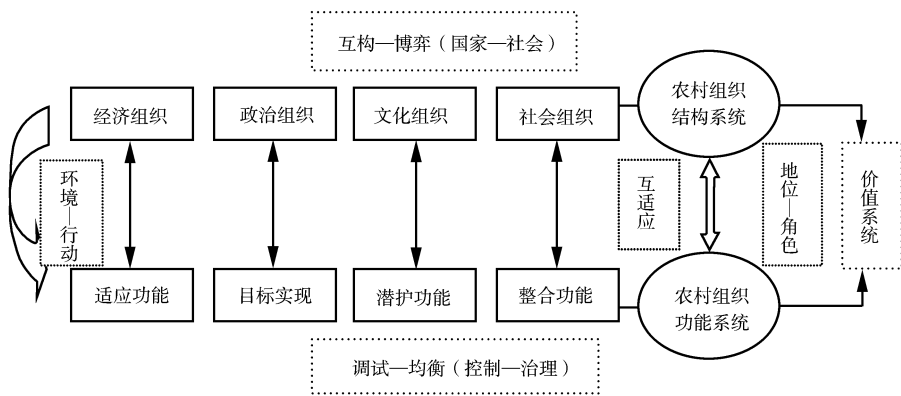 互构—博弈（国家—社会）
经济组织
政治组织
文化组织
社会组织
农村组织
结构系统
环境—行动
互适应
地位—角色
价值系统
适应功能
目标实现
潜护功能
整合功能
农村组织
功能系统
调试—均衡（控制—治理）